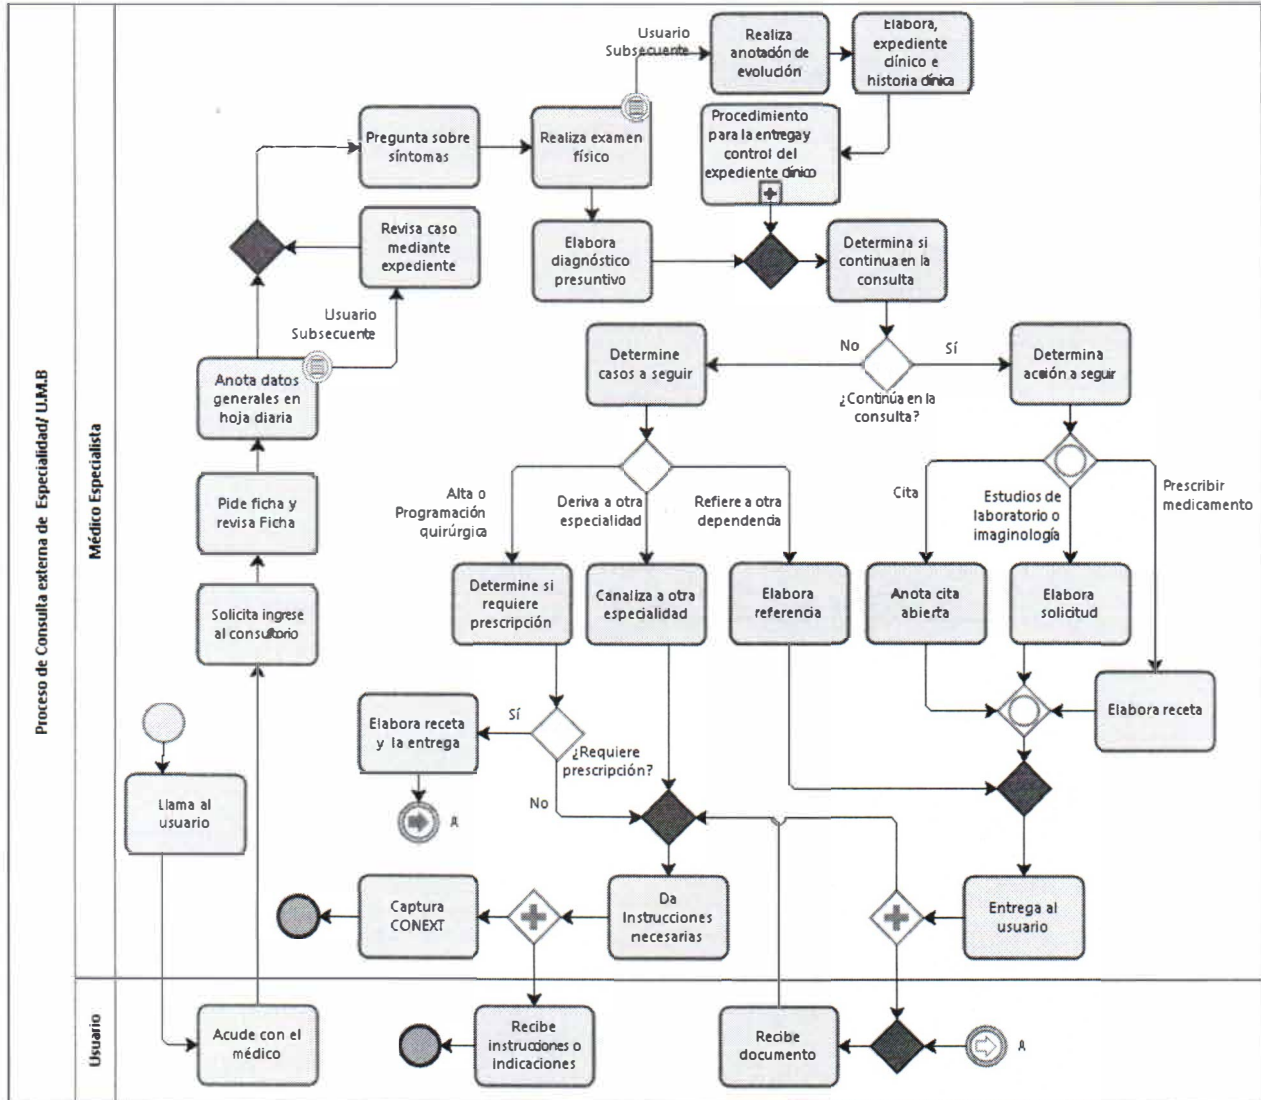 Proceso de Consulta externa de Especialidad/ U.M.B
Médico Especialista
Usuario
Usuario
Subsecuente
Realiza
anotación de
evolución
Elabora,
expediente
clínico e
historia clínica
Pregunta sobre
síntomas
Realiza examen
físico
Procedimiento
para la entrega y
control del
expediente clínico
Revisa caso
mediante
expediente
Elabora
diagnóstico
presuntivo
Determina si
continua en la
consulta
Usuario
Subsecuente
Anota datos
generales en
hoja diaria
Determine
casos a seguir
No
Sí
¿Continúa en la
consulta?
Determina
acción a seguir
Pide ficha y
revisa Ficha
Alta o
Programación
quirúrgica
Deriva a otra
especialidad
Refiere a otra
dependencia
Cita
Estudios de
laboratorio o
imaginología
Prescribir
medicamento
Solicita ingrese
al consultorio
Determine si
requiere
prescripción
Canaliza a otra
especialidad
Elabora
referencia
Anota cita
abierta
Elabora
solicitud
Elabora receta
y la entrega
Sí
¿Requiere
prescripción?
No
Elabora receta
Llama al
usuario
A
Captura
CONEXT
Da
Instrucciones
necesarias
Entrega al
usuario
Acude con el
médico
Recibe
instrucciones o
indicaciones
Recibe
documento
A